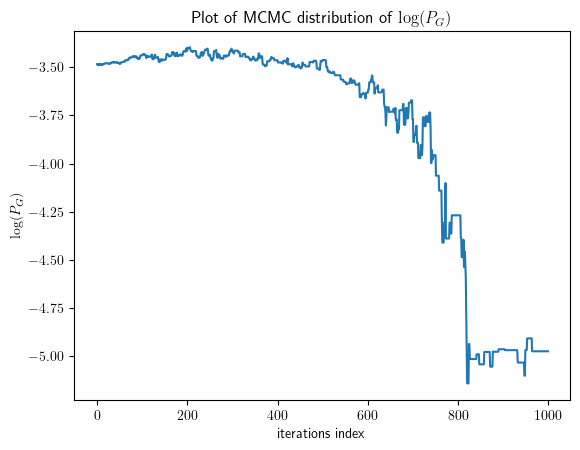 Plot of MCMC distribution of log(P_G)
−3.50
−3.75
−4.00
−4.25
−4.50
−4.75
−5.00
log(P_G)
0 200 400 600 800 1000
iterations index